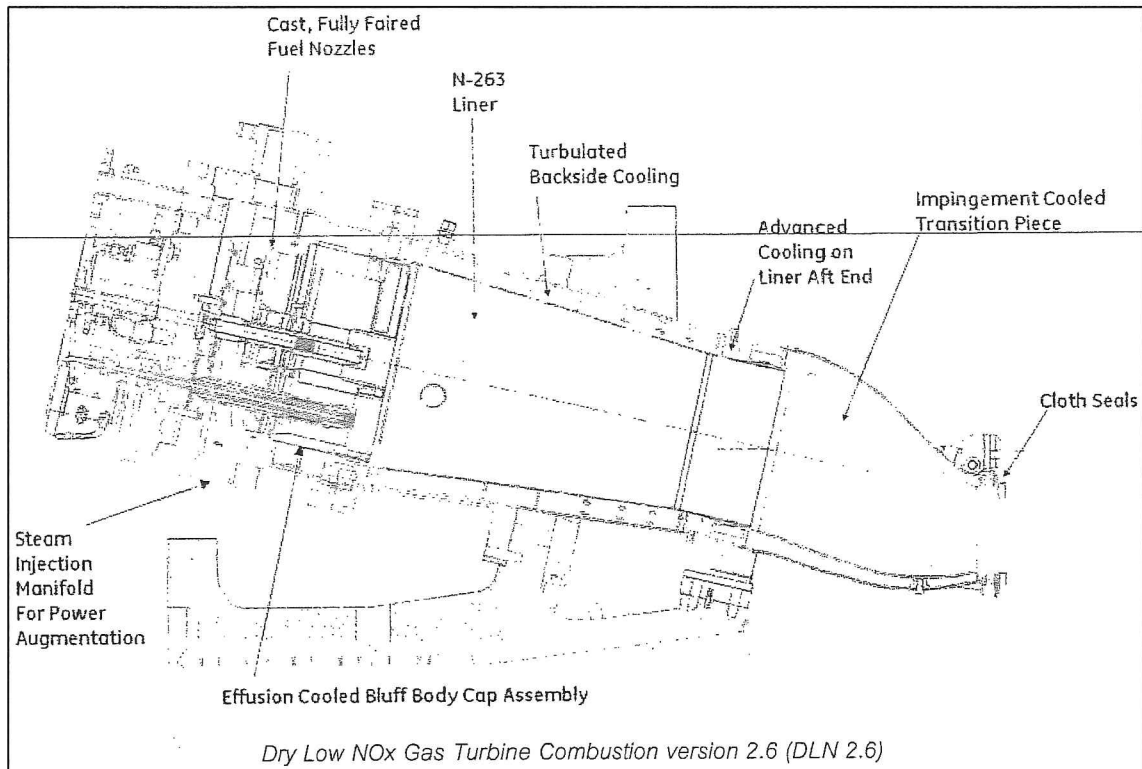 Cast, Fully Faired
Fuel Nozzles
N-263
Liner
Turbulated
Backside Cooling
Impingement Cooled
Transition Piece
Advanced
Cooling on
Liner Aft End
Cloth Seals
Steam
Injection
Manifold
For Power
Augmentation
Effusion Cooled Bluff Body Cap Assembly
Dry Low NOx Gas Turbine Combustion version 2.6 (DLN 2.6)